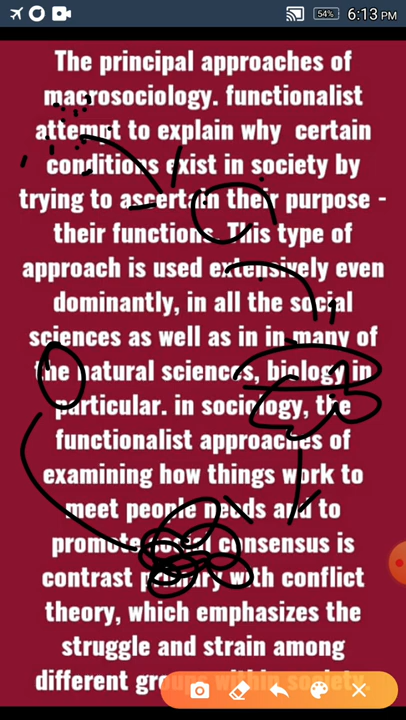 54% 6:13 PM
The principal approaches of
macrosociology. functionalist
attempt to explain why certain
conditions exist in society by
trying to ascertain their purpose -
their functions. This type of
approach is used extensively even
dominantly, in all the social
sciences as well as in in many of
the natural sciences, biology in
particular. in sociology, the
functionalist approaches of
examining how things work to
meet people needs and to
promote social consensus is
contrast with conflict
theory, which emphasizes the
struggle and strain among
different groups within society.